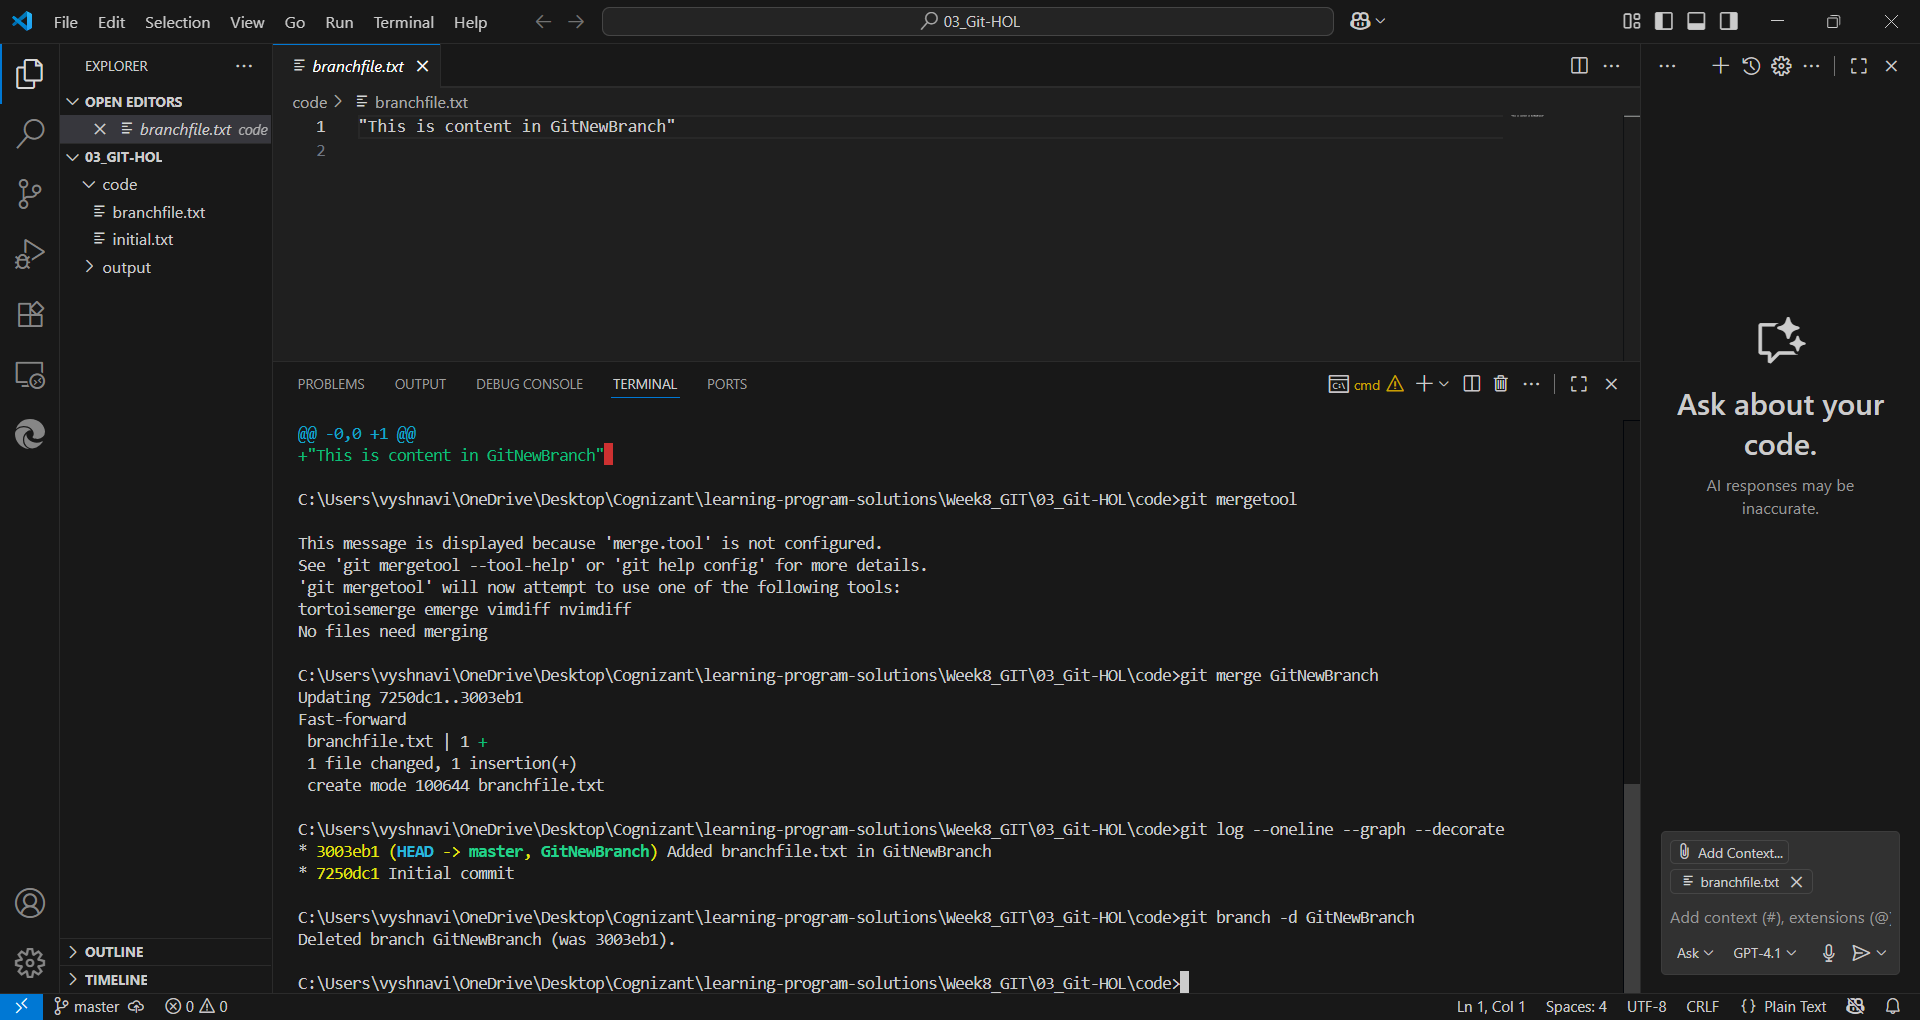 File Edit Selection View Go Run Terminal Help
03_Git-HOL
EXPLORER
OPEN EDITORS
branchfile.txt code
03_GIT-HOL
code
branchfile.txt
initial.txt
output
OUTLINE
TIMELINE
branchfile.txt
code > branchfile.txt
1 "This is content in GitNewBranch"
2
PROBLEMS OUTPUT DEBUG CONSOLE TERMINAL PORTS
cmd
@@ -0,0 +1 @@
+"This is content in GitNewBranch"
C:\Users\vyshnavi\OneDrive\Desktop\Cognizant\learning-program-solutions\Week8_GIT\03_Git-HOL\code>git mergetool
This message is displayed because 'merge.tool' is not configured.
See 'git mergetool --tool-help' or 'git help config' for more details.
'git mergetool' will now attempt to use one of the following tools:
tortoisemerge emerge vimdiff nvimdiff
No files need merging
C:\Users\vyshnavi\OneDrive\Desktop\Cognizant\learning-program-solutions\Week8_GIT\03_Git-HOL\code>git merge GitNewBranch
Updating 7250dc1..3003eb1
Fast-forward
branchfile.txt | 1 +
1 file changed, 1 insertion(+)
create mode 100644 branchfile.txt
C:\Users\vyshnavi\OneDrive\Desktop\Cognizant\learning-program-solutions\Week8_GIT\03_Git-HOL\code>git log --oneline --graph --decorate
* 3003eb1 (HEAD -> master, GitNewBranch) Added branchfile.txt in GitNewBranch
* 7250dc1 Initial commit
C:\Users\vyshnavi\OneDrive\Desktop\Cognizant\learning-program-solutions\Week8_GIT\03_Git-HOL\code>git branch -d GitNewBranch
Deleted branch GitNewBranch (was 3003eb1).
C:\Users\vyshnavi\OneDrive\Desktop\Cognizant\learning-program-solutions\Week8_GIT\03_Git-HOL\code>
Ask about your
code.
AI responses may be
inaccurate.
Add Context...
branchfile.txt
Add context (#), extensions (@
Ask GPT-4.1
master 0 0 Ln 1, Col 1 Spaces: 4 UTF-8 CRLF {} Plain Text